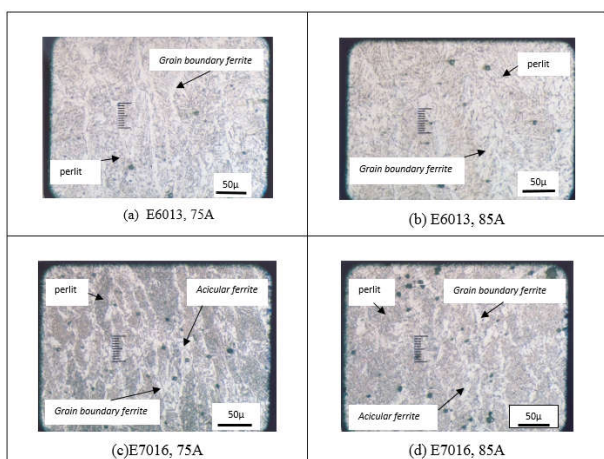 Grain boundary ferrite
perlit
50µ
(a) E6013, 75A
perlit
Grain boundary ferrite
50µ
(b) E6013, 85A
perlit
Acicular ferrite
Grain boundary ferrite
50µ
(c)E7016, 75A
Grain boundary ferrite
perlit
Acicular ferrite
50µ
(d) E7016, 85A